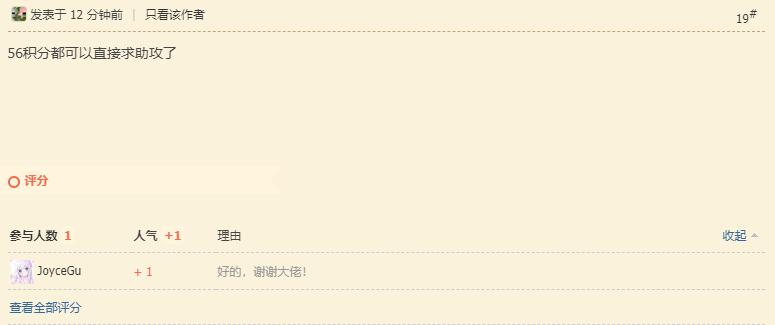 发表于 12 分钟前 | 只看该作者
19#
56积分都可以直接求助攻了
评分
参与人数 1 人气 +1 理由 收起
JoyceGu + 1 好的，谢谢大佬！
查看全部评分